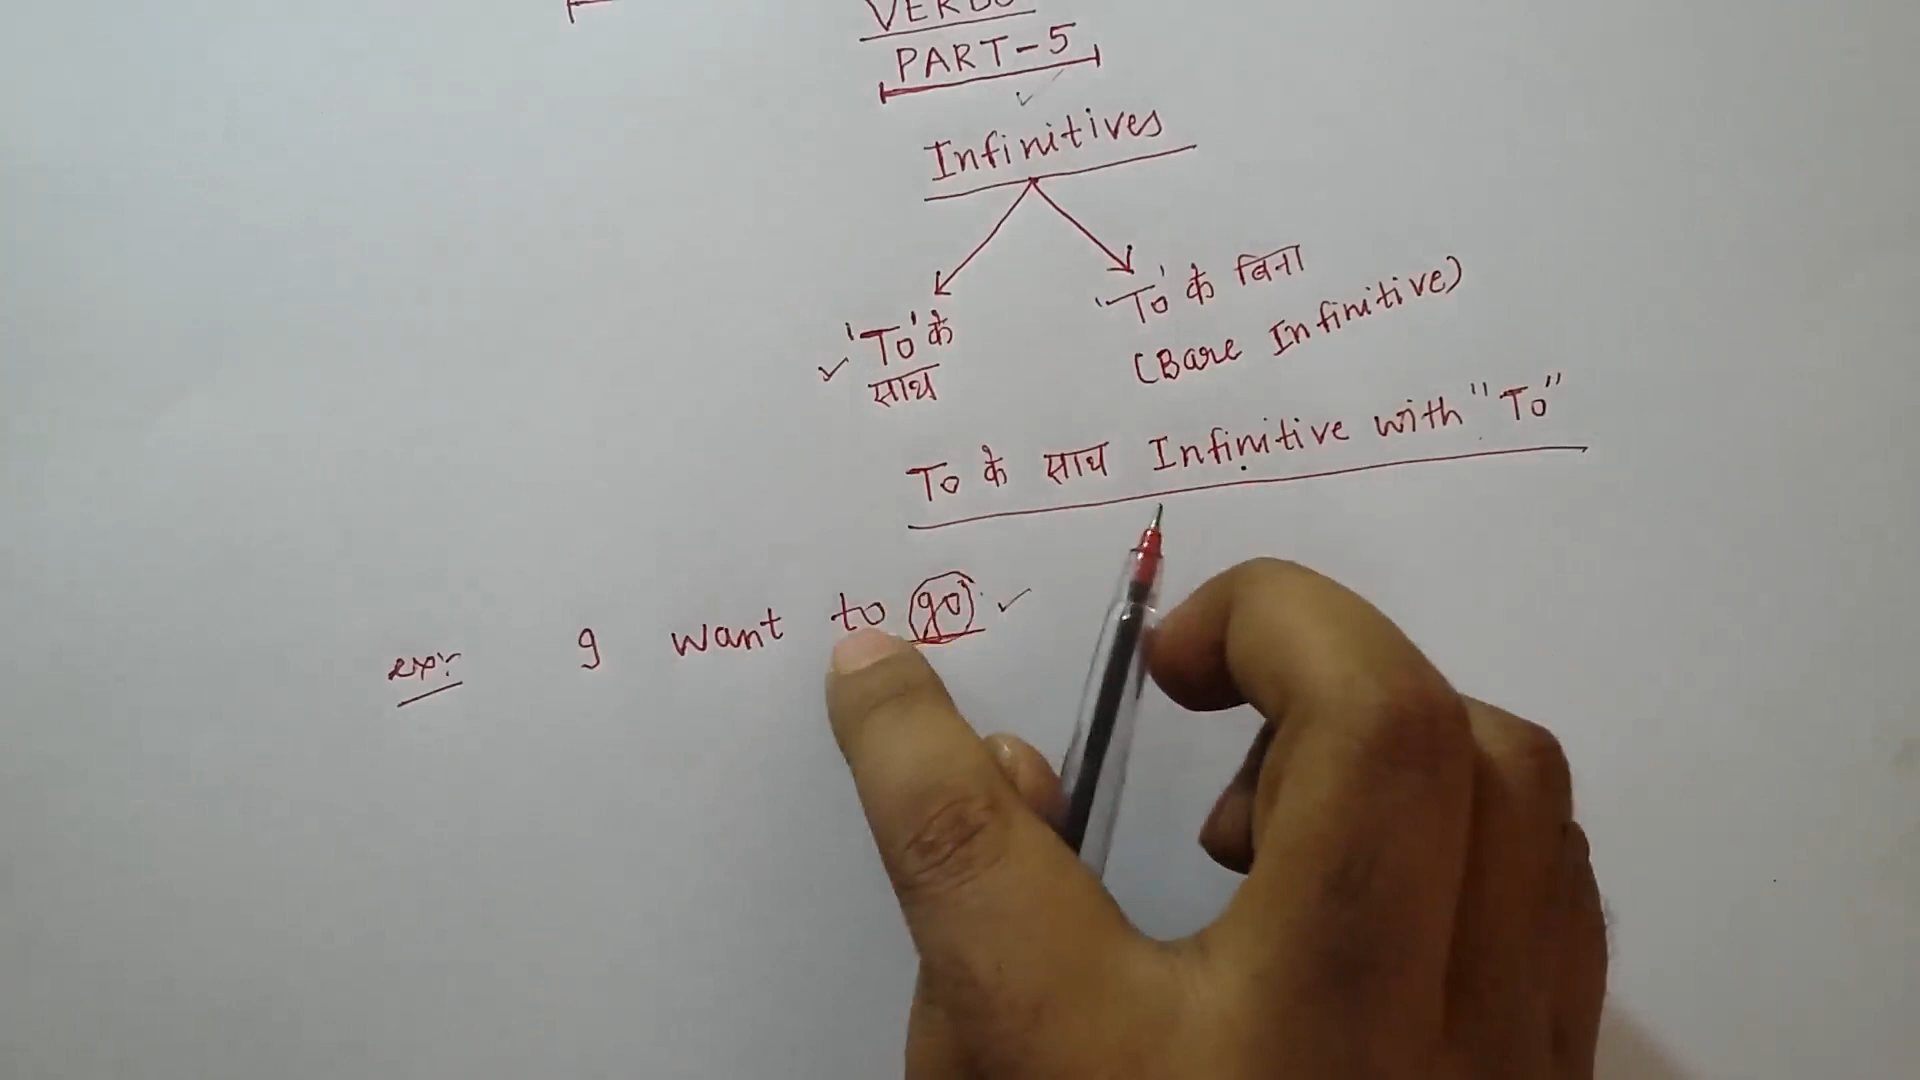 PART-5
Infinitives
'To' के साथ
'To' के बिना
(Bare Infinitive)
To के साथ Infinitive with "To"
exp:- I want to go.